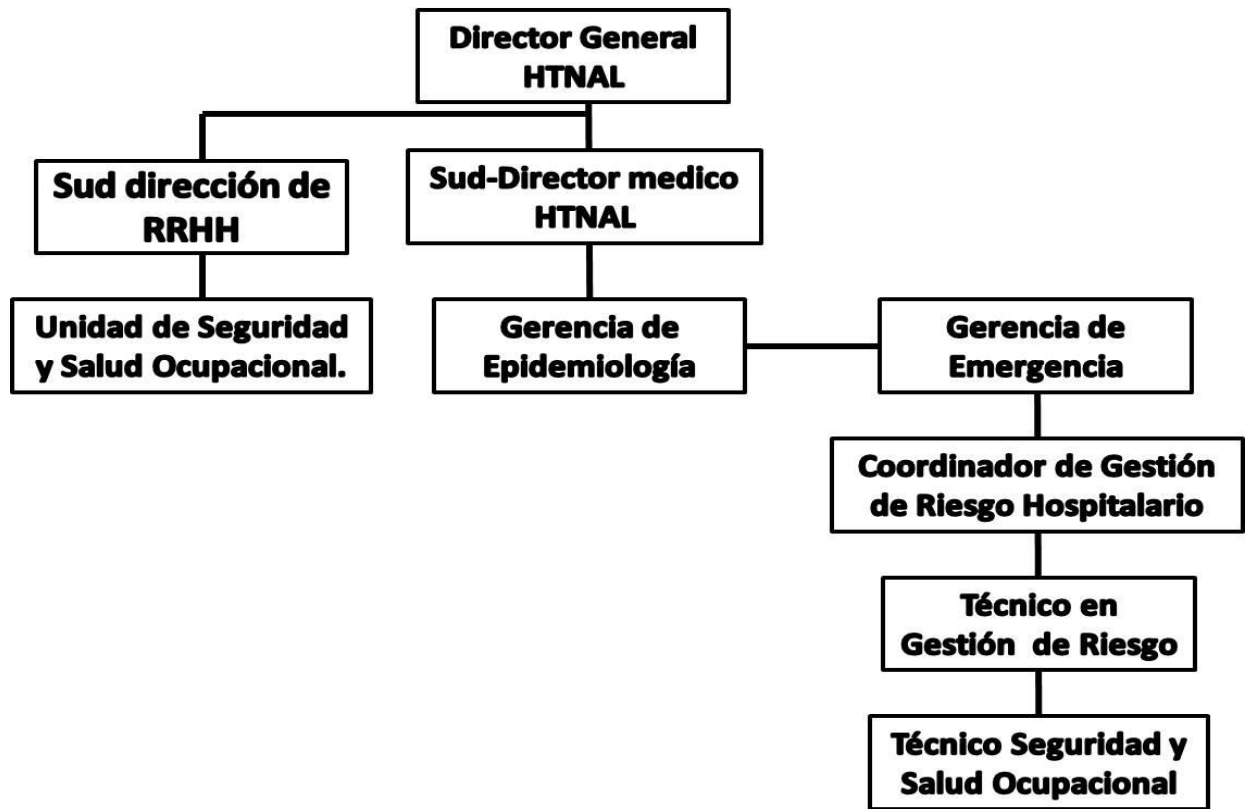 Director General
HTNAL
Sud dirección de
RRHH
Sud-Director medico
HTNAL
Unidad de Seguridad
y Salud Ocupacional.
Gerencia de
Epidemiología
Gerencia de
Emergencia
Coordinador de Gestión
de Riesgo Hospitalario
Técnico en
Gestión de Riesgo
Técnico Seguridad y
Salud Ocupacional